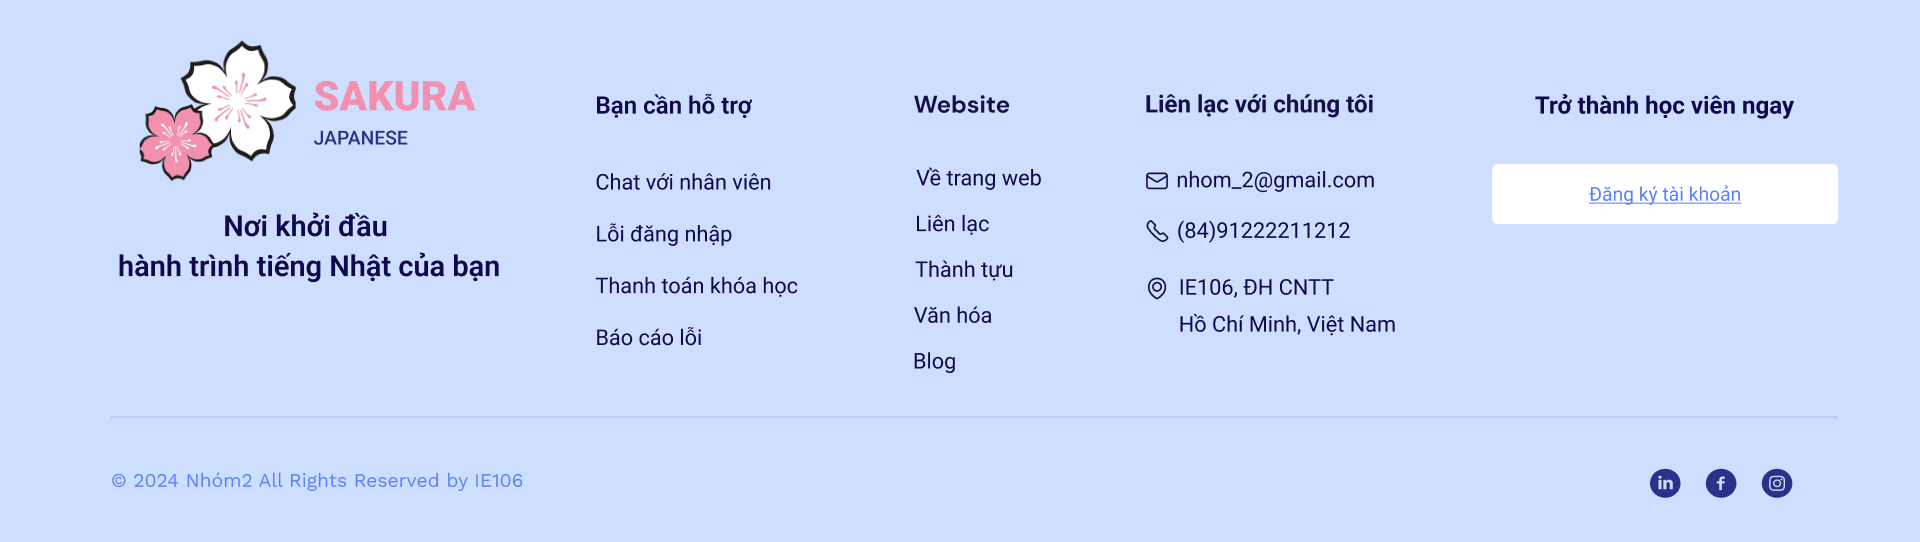 SAKURA
JAPANESE
Nơi khởi đầu
hành trình tiếng Nhật của bạn
Bạn cần hỗ trợ
Chat với nhân viên
Lỗi đăng nhập
Thanh toán khóa học
Báo cáo lỗi
Website
Về trang web
Liên lạc
Thành tựu
Văn hóa
Blog
Liên lạc với chúng tôi
nhom_2@gmail.com
(84)91222211212
IE106, ĐH CNTT
Hồ Chí Minh, Việt Nam
Trở thành học viên ngay
Đăng ký tài khoản
© 2024 Nhóm2 All Rights Reserved by IE106